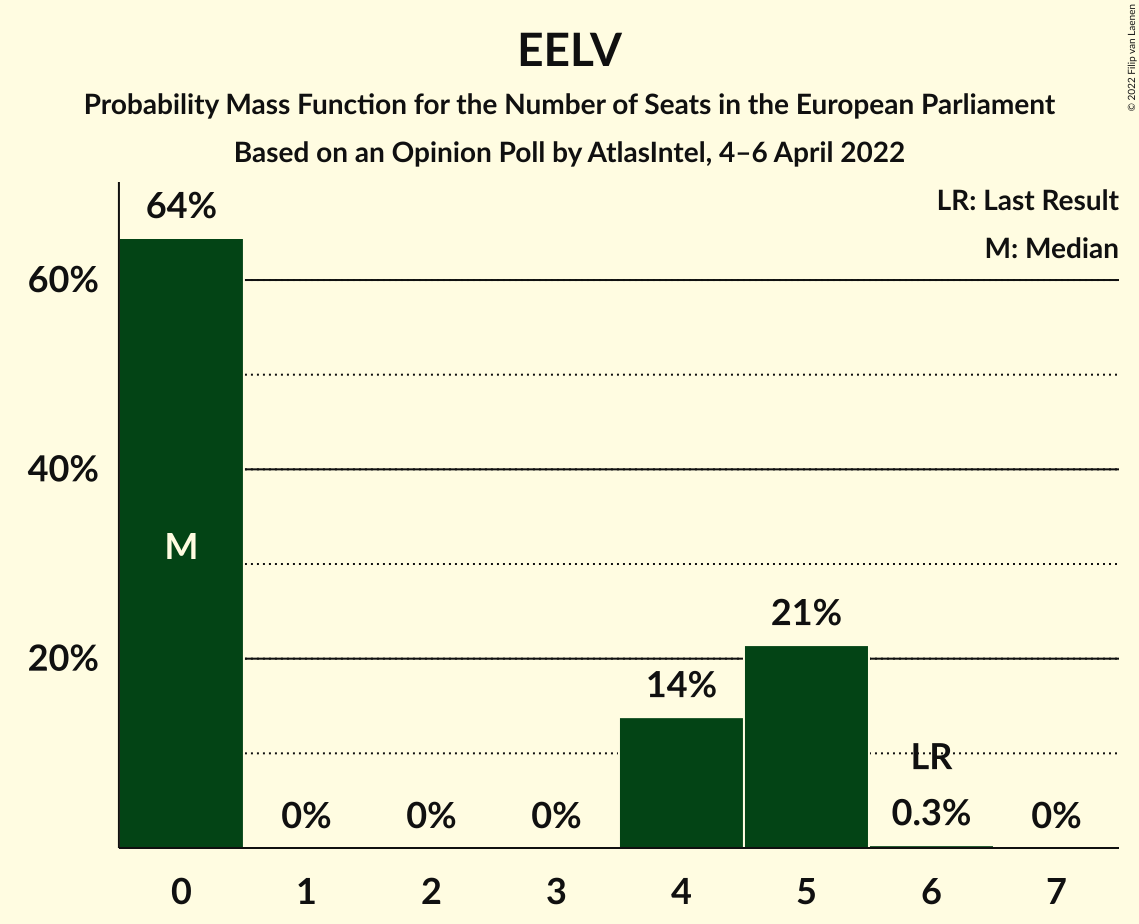 EELV
Probability Mass Function for the Number of Seats in the European Parliament
Based on an Opinion Poll by AtlasIntel, 4–6 April 2022
© 2022 Filip van Laenen
LR: Last Result
M: Median
64%
60%
40%
M
21%
20%
14%
LR
0% 0% 0% 0.3% 0%
0 1 2 3 4 5 6 7